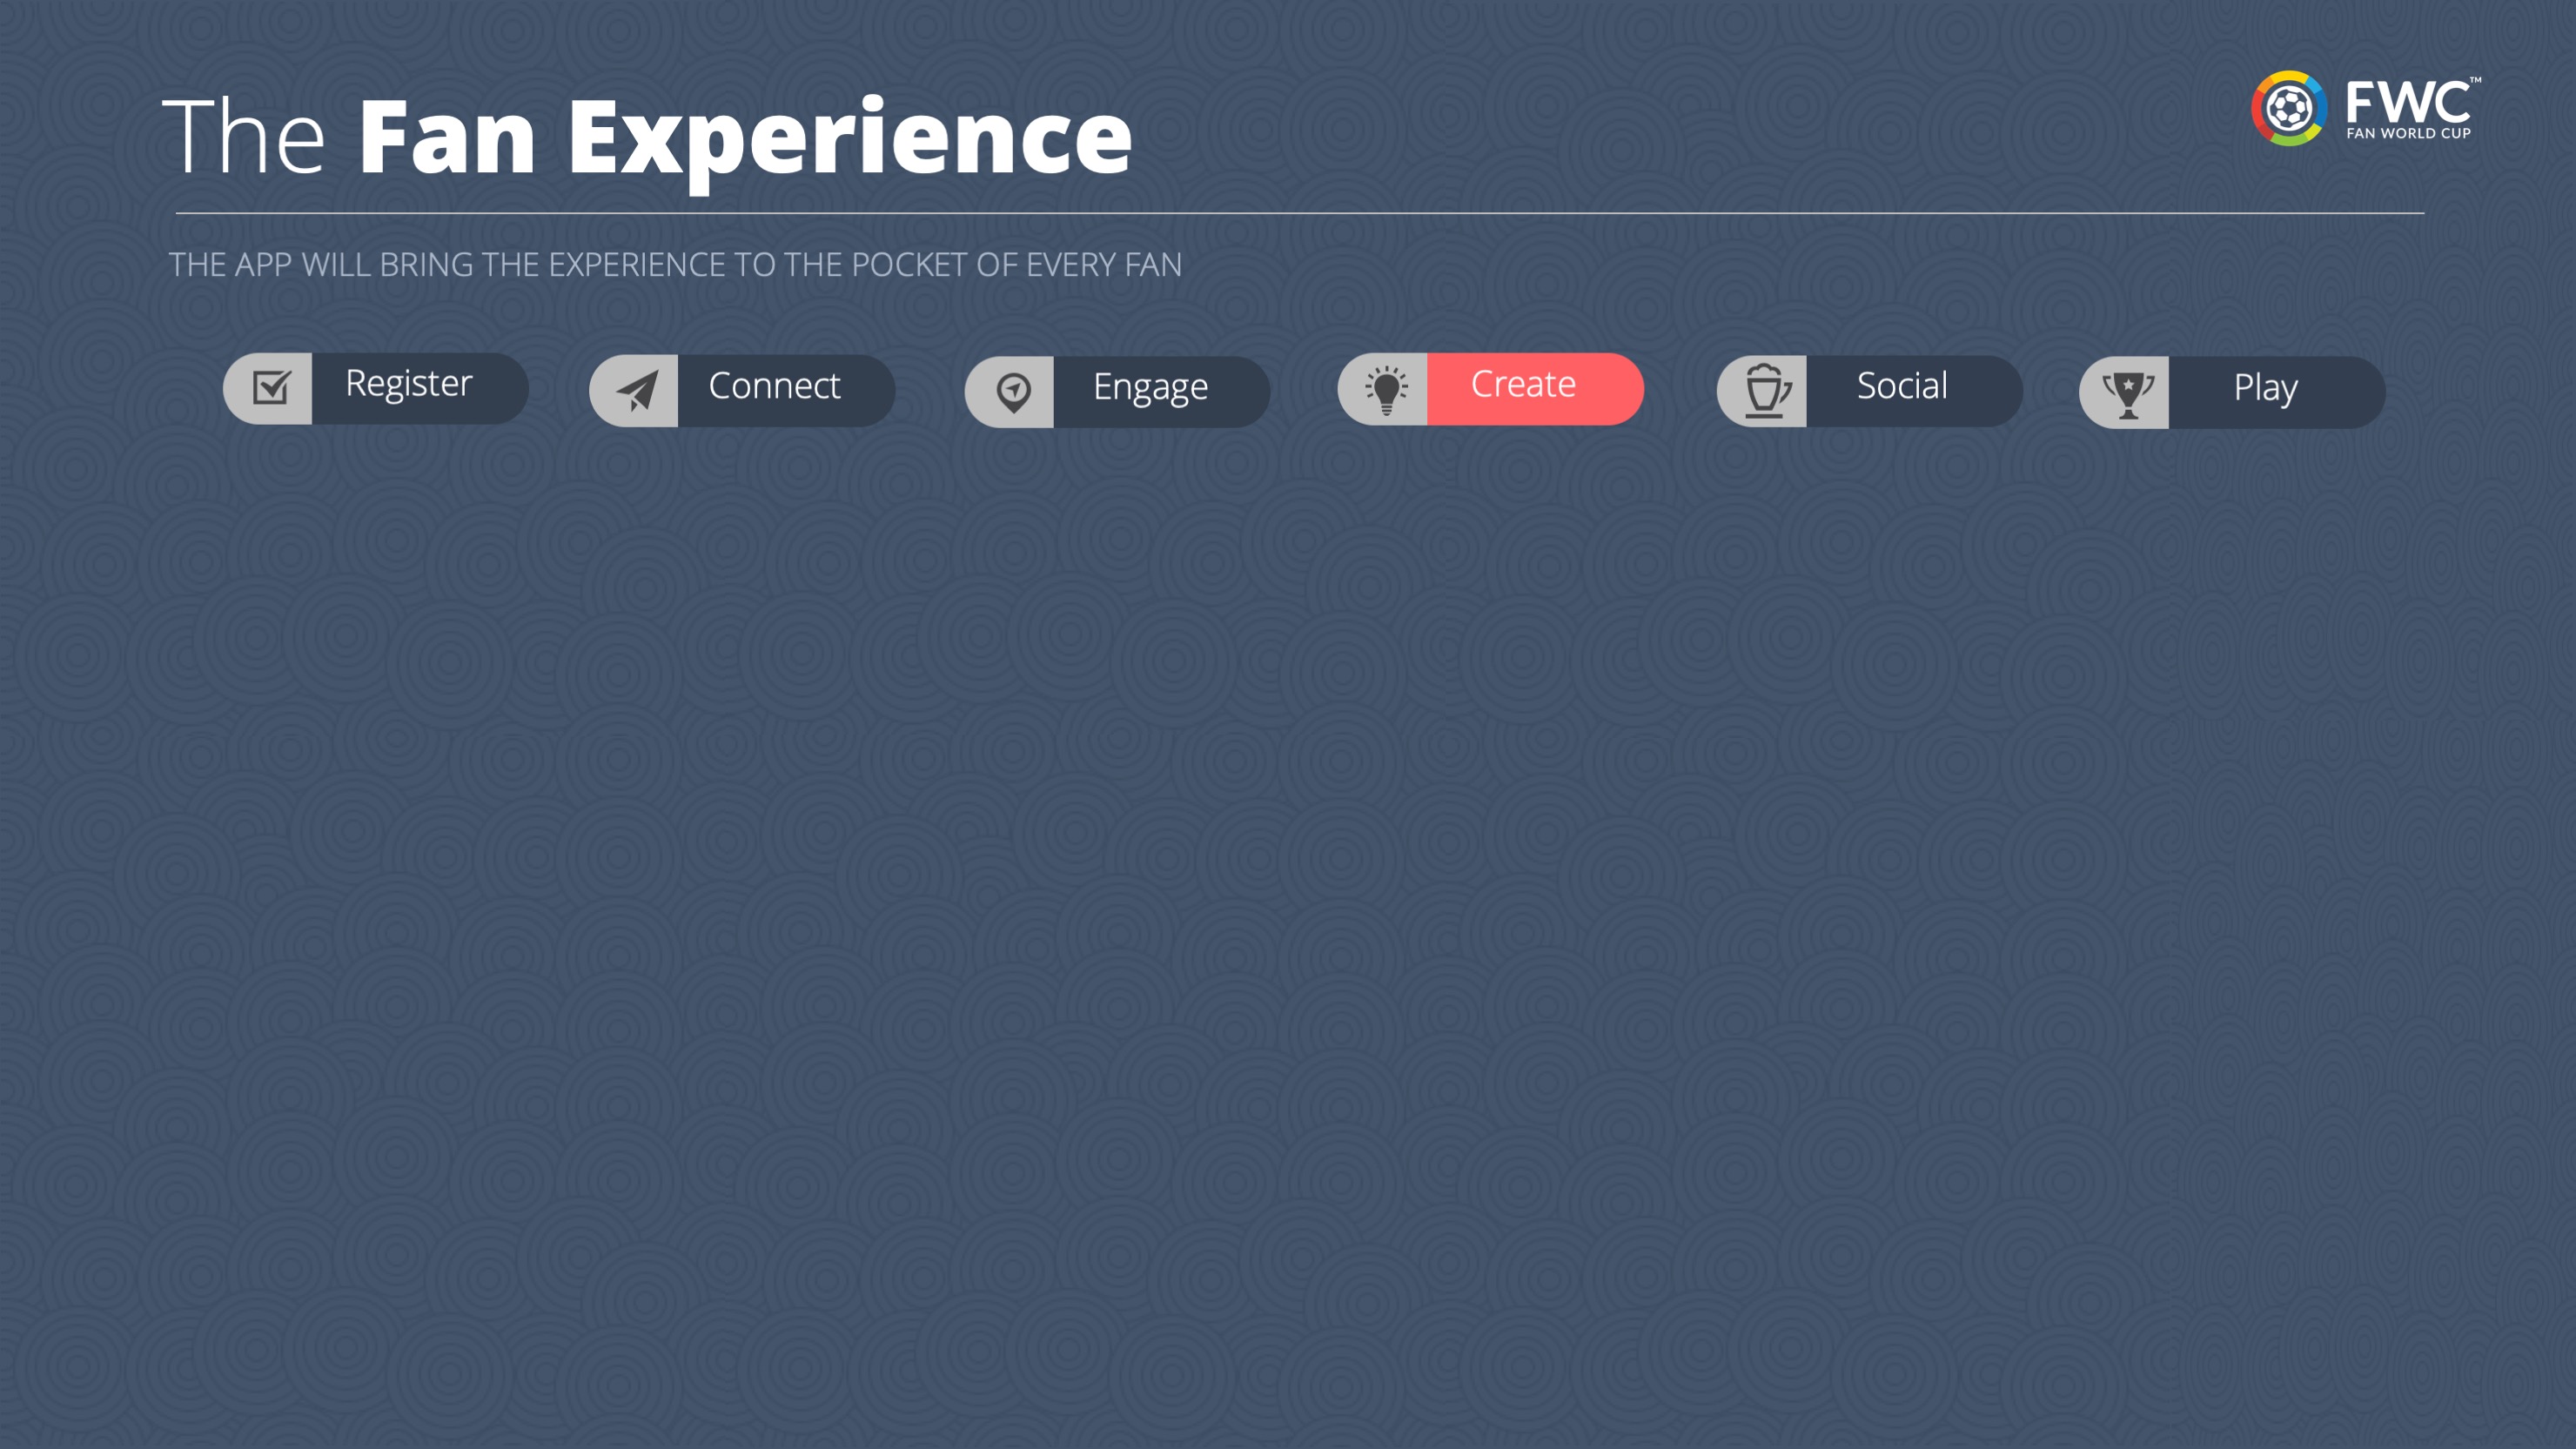 The Fan Experience
FWC™
FAN WORLD CUP
THE APP WILL BRING THE EXPERIENCE TO THE POCKET OF EVERY FAN
Register
Connect
Engage
Create
Social
Play